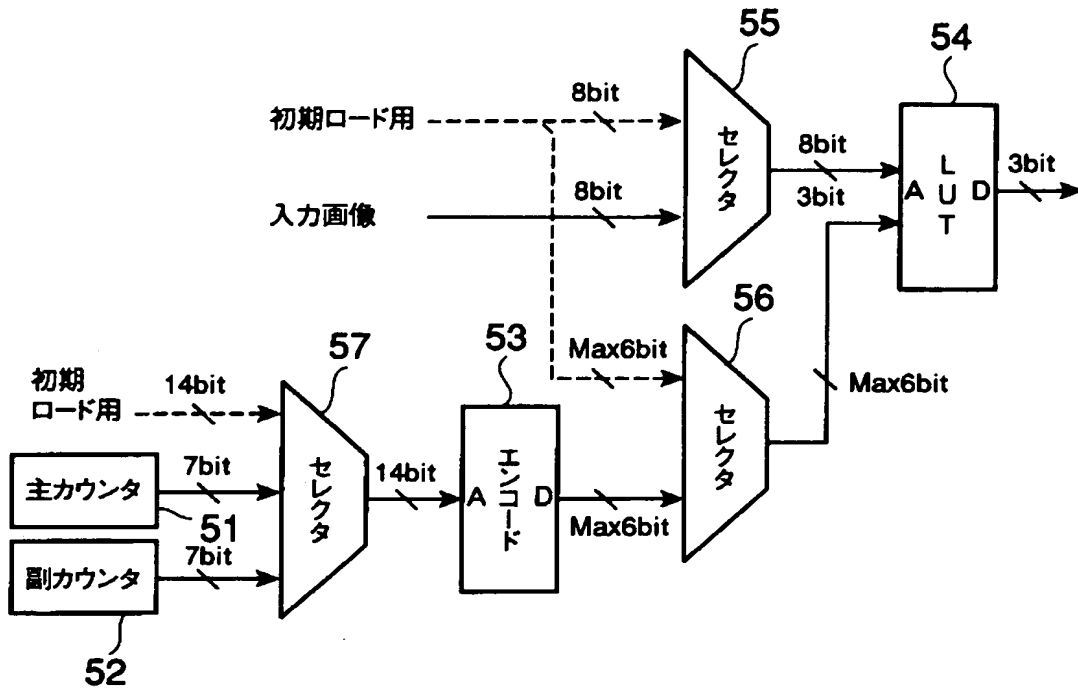 55
54
初期ロード用
8bit
セレクタ
8bit
A
LUT
D
3bit
入力画像
8bit
3bit
56
57
53
初期
ロード用
14bit
Max6bit
セレクタ
Max6bit
主カウンタ
51
7bit
セレクタ
14bit
A
エンコード
D
Max6bit
副カウンタ
7bit
52